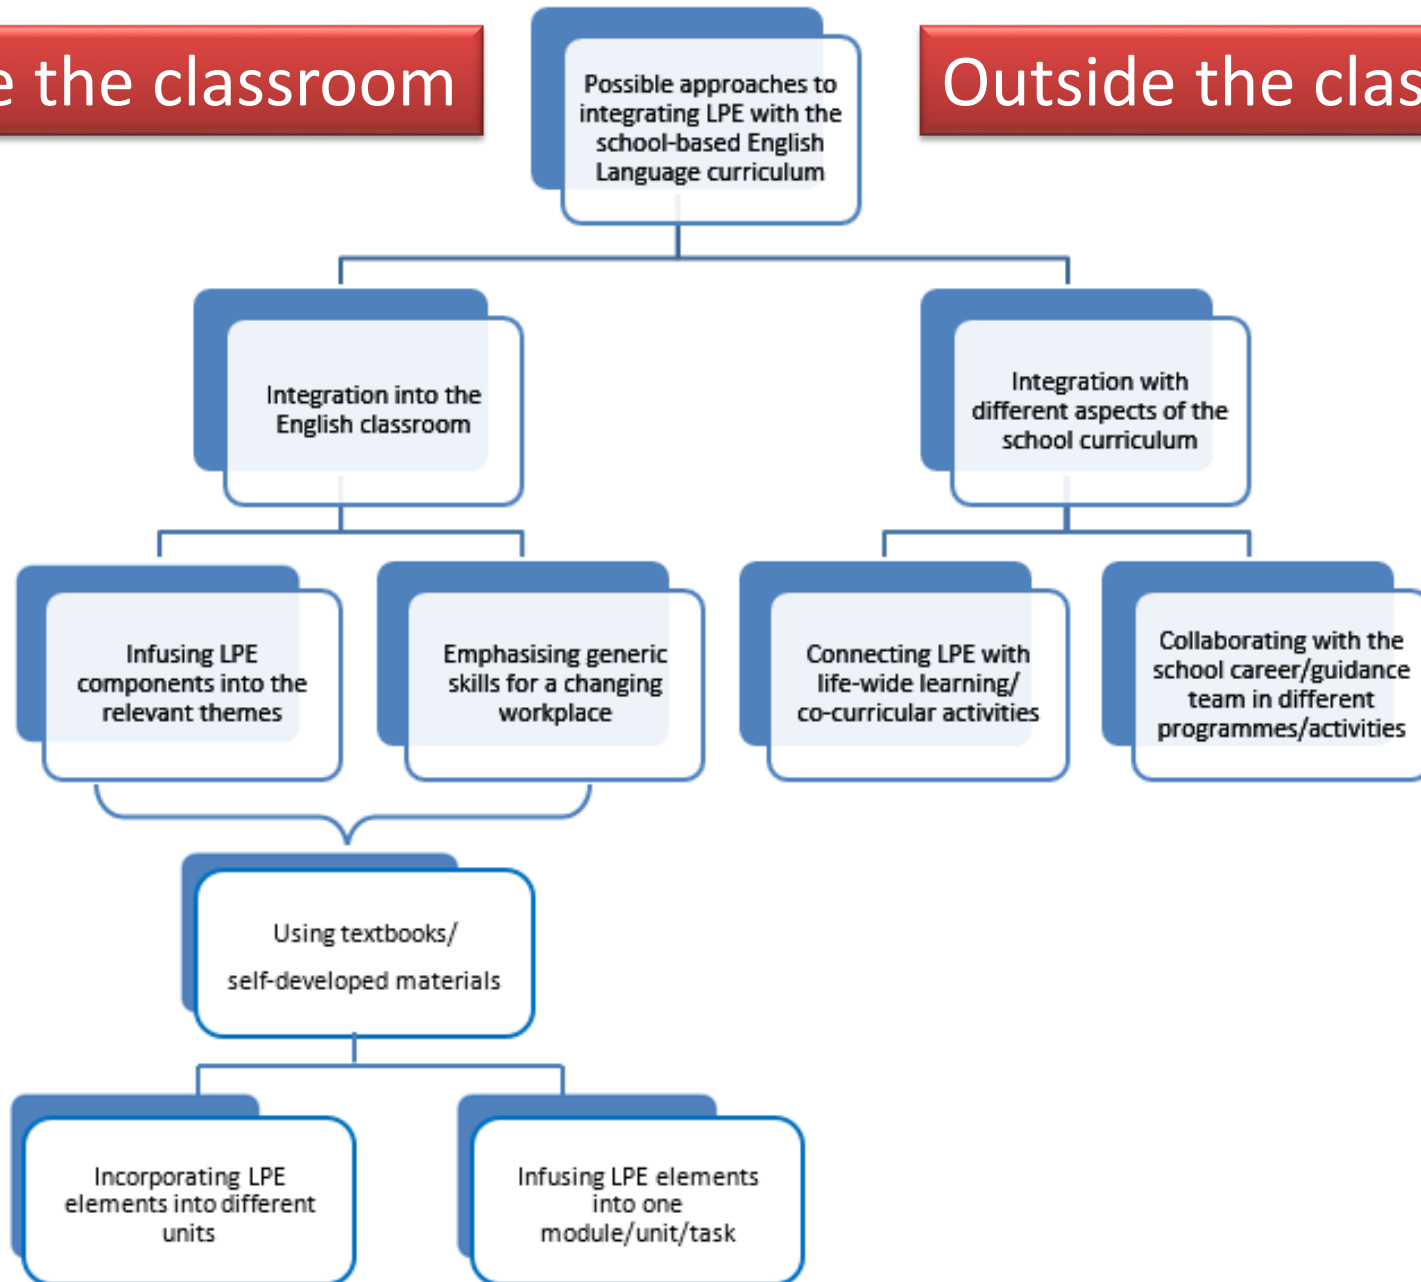 e the classroom
Outside the clas
Possible approaches to
integrating LPE with the
school-based English
Language curriculum
Integration into the
English classroom
Integration with
different aspects of the
school curriculum
Infusing LPE
components into the
relevant themes
Emphasising generic
skills for a changing
workplace
Connecting LPE with
life-wide learning/
co-curricular activities
Collaborating with the
school career/guidance
team in different
programmes/activities
Using textbooks/
self-developed materials
Incorporating LPE
elements into different
units
Infusing LPE elements
into one
module/unit/task